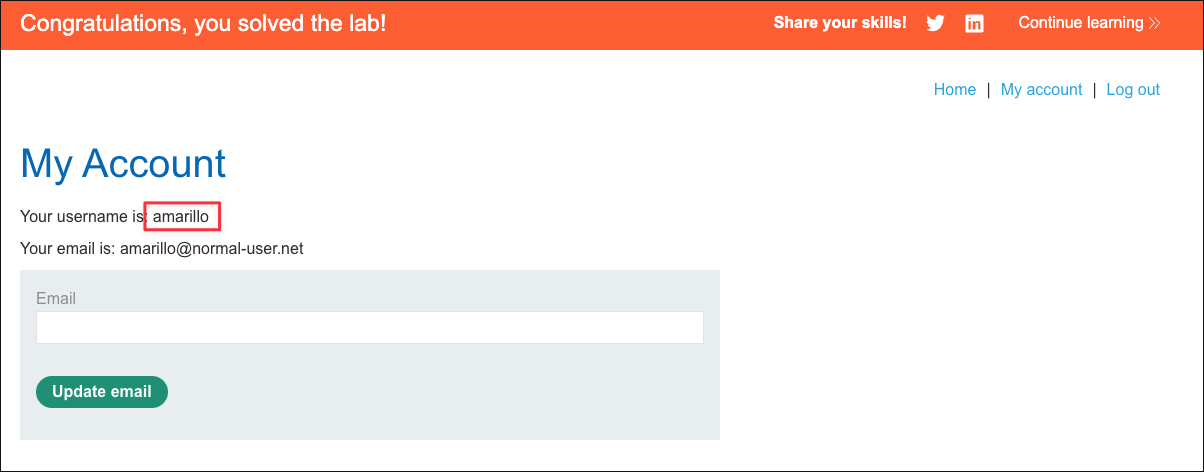 Congratulations, you solved the lab!
Share your skills!
Continue learning
Home | My account | Log out
My Account
Your username is: amarillo
Your email is: amarillo@normal-user.net
Email
Update email